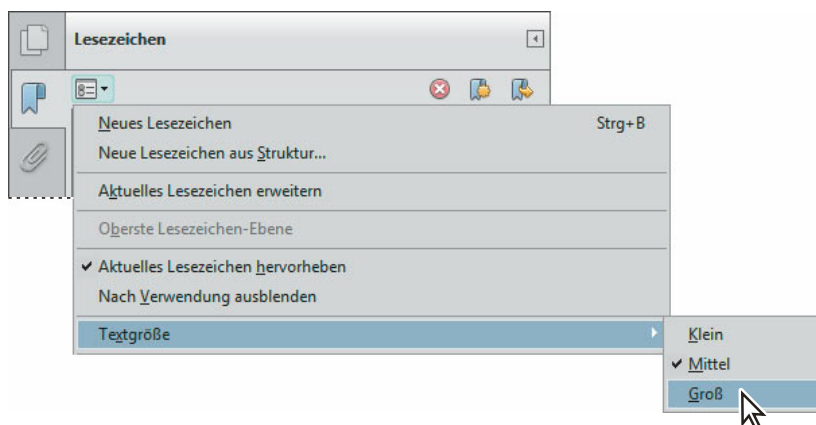 Lesezeichen
Neues Lesezeichen Strg+B
Neue Lesezeichen aus Struktur...
Aktuelles Lesezeichen erweitern
Oberste Lesezeichen-Ebene
Aktuelles Lesezeichen hervorheben
Nach Verwendung ausblenden
Textgröße
Klein
Mittel
Groß